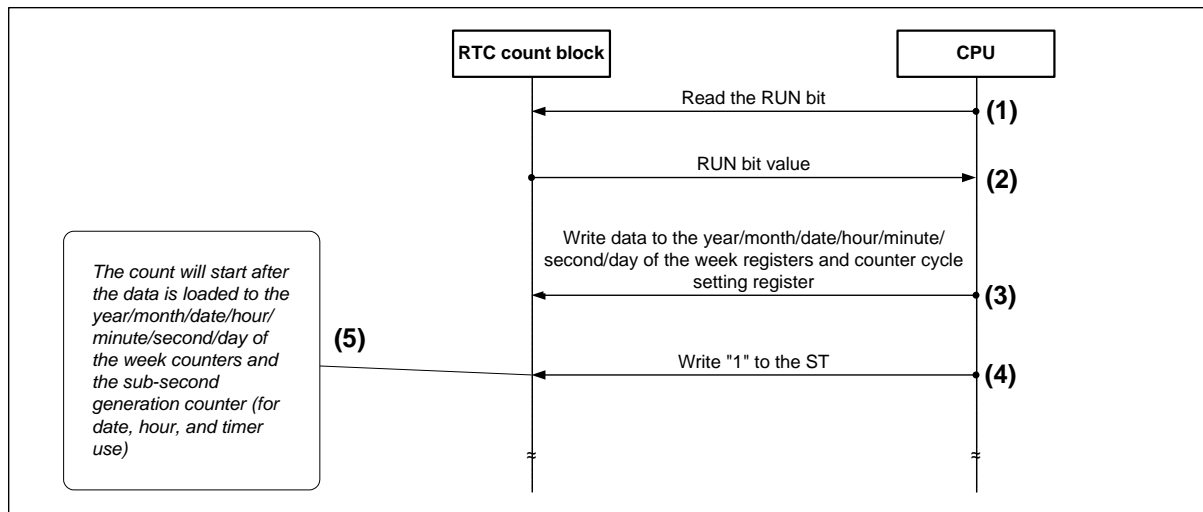 RTC count block
CPU
Read the RUN bit
(1)
RUN bit value
(2)
Write data to the year/month/date/hour/minute/
second/day of the week registers and counter cycle
setting register
(3)
The count will start after
the data is loaded to the
year/month/date/hour/
minute/second/day of
the week counters and
the sub-second
generation counter (for
date, hour, and timer
use)
(5)
Write "1" to the ST
(4)